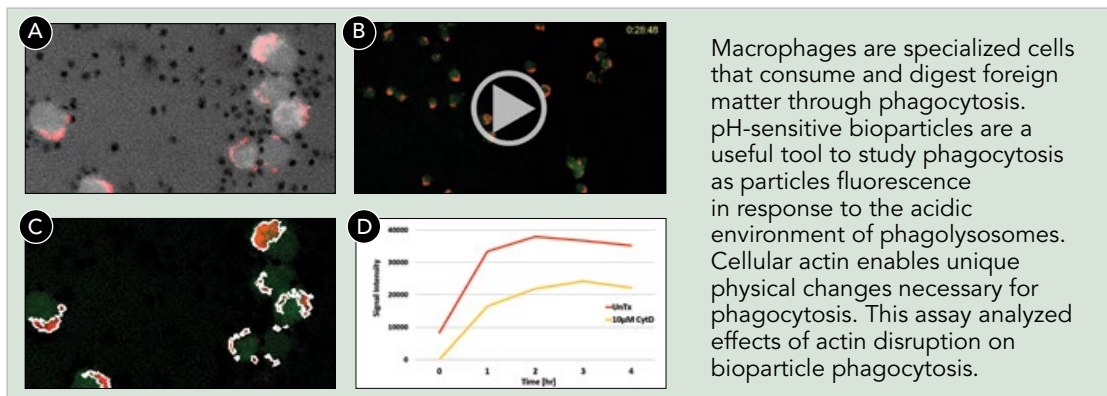 A
B
0:28:48
C
D
Signal Intensity
40000
30000
20000
10000
0
UnTx
10µM CytD
0 1 2 3 4
Time [hr]
Macrophages are specialized cells
that consume and digest foreign
matter through phagocytosis.
pH-sensitive bioparticles are a
useful tool to study phagocytosis
as particles fluorescence
in response to the acidic
environment of phagolysosomes.
Cellular actin enables unique
physical changes necessary for
phagocytosis. This assay analyzed
effects of actin disruption on
bioparticle phagocytosis.